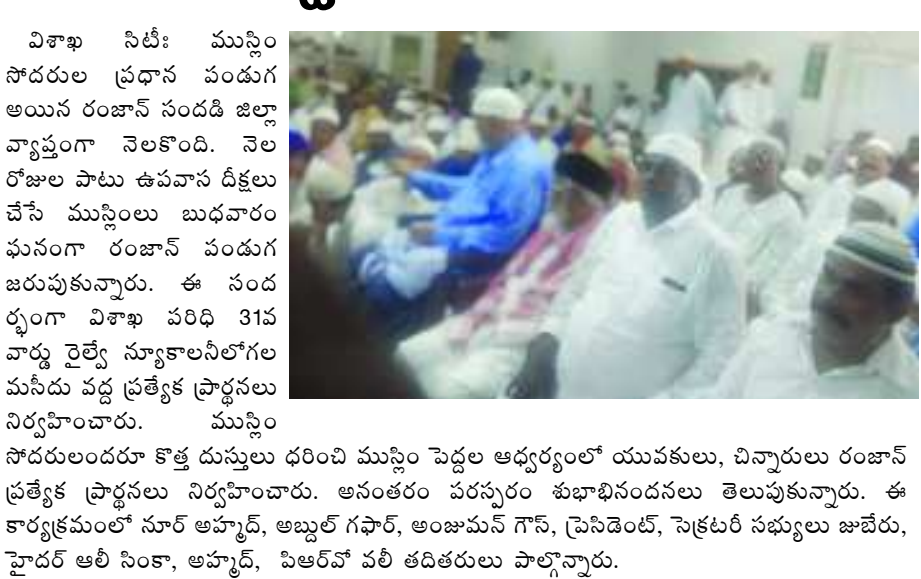 విశాఖ సిటీః ముస్లిం
సోదరుల ప్రధాన పండుగ
అయిన రంజాన్ సందడి జిల్లా
వ్యాప్తంగా నెలకొంది. నెల
రోజుల పాటు ఉపవాస దీక్షలు
చేసే ముస్లింలు బుధవారం
ఘనంగా రంజాన్ పండుగ
జరుపుకున్నారు. ఈ సంద
ర్భంగా విశాఖ పరిధి 31వ
వార్డు రైల్వే న్యూకాలనీలోగల
మసీదు వద్ద ప్రత్యేక ప్రార్థనలు
నిర్వహించారు. ముస్లిం
సోదరులందరూ కొత్త దుస్తులు ధరించి ముస్లిం పెద్దల ఆధ్వర్యంలో యువకులు, చిన్నారులు రంజాన్
ప్రత్యేక ప్రార్థనలు నిర్వహించారు. అనంతరం పరస్పరం శుభాభినందనలు తెలుపుకున్నారు. ఈ
కార్యక్రమంలో నూర్ అహ్మద్, అబ్దుల్ గఫార్, అంజుమన్ గౌస్, ప్రెసిడెంట్, సెక్రటరీ సభ్యులు జుబేరు,
హైదర్ ఆలీ సింకా, అహ్మద్, పిఆర్‌వో వలీ తదితరులు పాల్గొన్నారు.